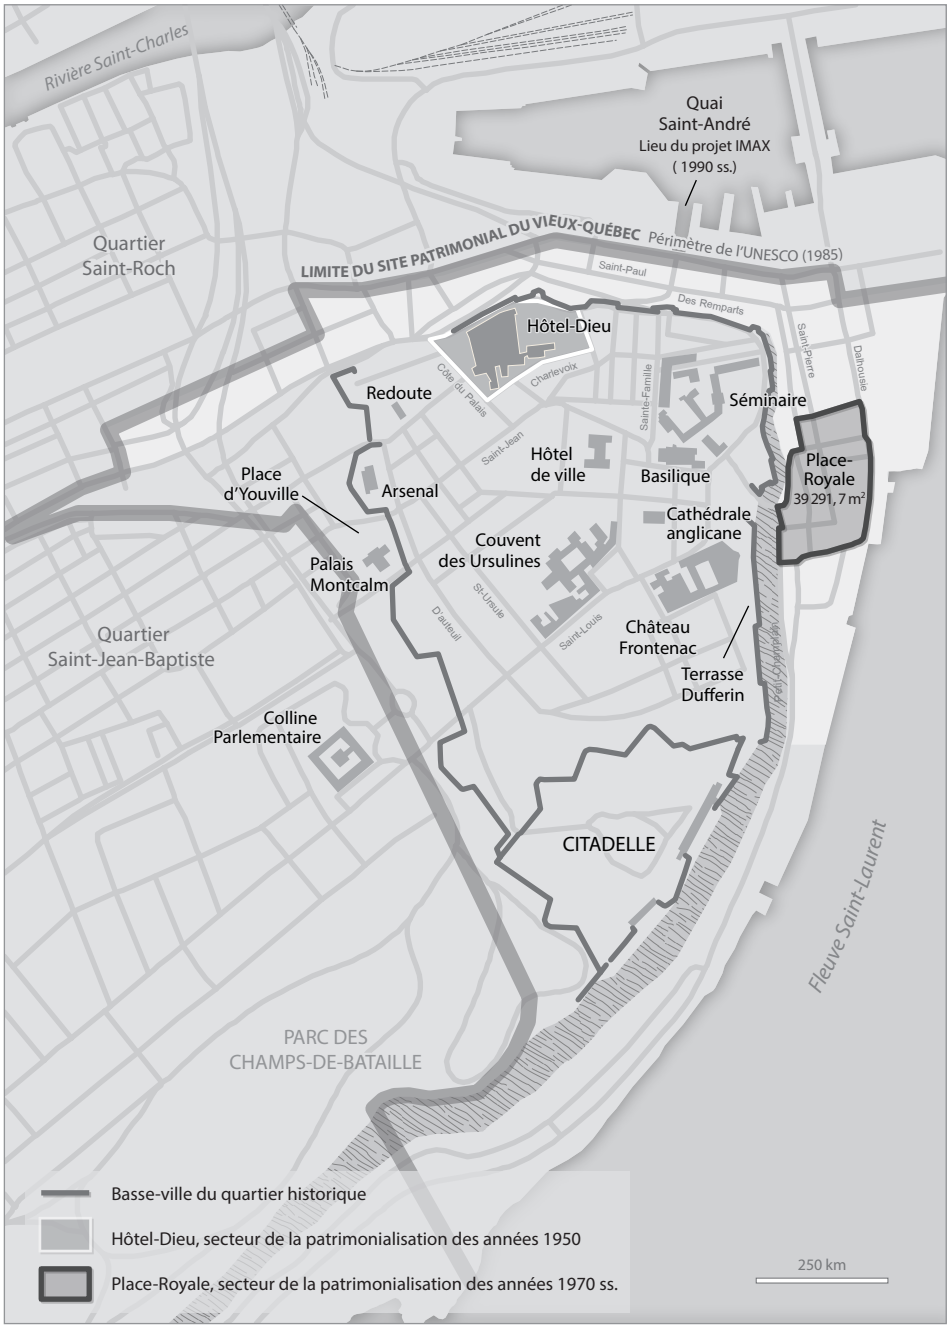 Rivière Saint-Charles
Quai
Saint-André
Lieu du projet IMAX
( 1990 ss.)
Quartier
Saint-Roch
LIMITE DU SITE PATRIMONIAL DU VIEUX-QUÉBEC
Périmètre de l’UNESCO (1985)
Saint-Paul
Des Remparts
Hôtel-Dieu
Saint-Pierre
Dalhousie
Côte du Palais
Charlevoix
Sainte-Famille
Redoute
Séminaire
Saint-Jean
Hôtel
de ville
Basilique
Place-
Royale
39 291, 7 m²
Place
d’Youville
Arsenal
Cathédrale
anglicane
Couvent
des Ursulines
Palais
Montcalm
St-Ursule
D’auteuil
Saint-Louis
Château
Frontenac
Terrasse
Dufferin
Quartier
Saint-Jean-Baptiste
Colline
Parlementaire
CITADELLE
Fleuve Saint-Laurent
PARC DES
CHAMPS-DE-BATAILLE
Basse-ville du quartier historique
Hôtel-Dieu, secteur de la patrimonialisation des années 1950
Place-Royale, secteur de la patrimonialisation des années 1970 ss.
250 km